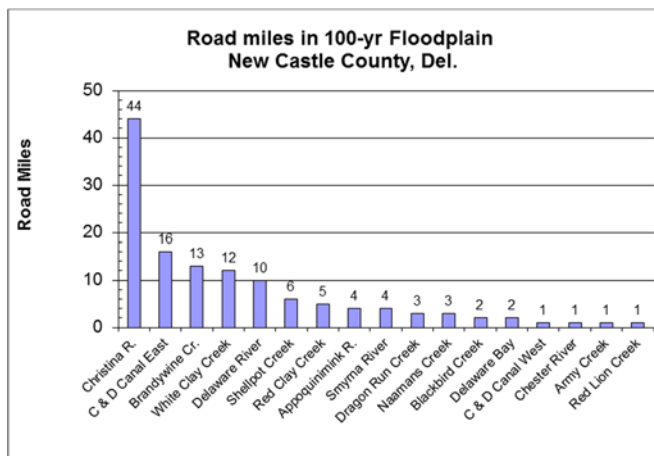 Road miles in 100-yr Floodplain
New Castle County, Del.
Road Miles
50
40
30
20
10
0
44
16
13
12
10
6
5
4
4
3
3
2
2
1
1
1
1
Christina R.
C & D Canal East
Brandywine Cr.
White Clay Creek
Delaware River
Shellpot Creek
Red Clay Creek
Appoquinimink R.
Smyrna River
Dragon Run Creek
Naamans Creek
Blackbird Creek
Delaware Bay
C & D Canal West
Chester River
Army Creek
Red Lion Creek